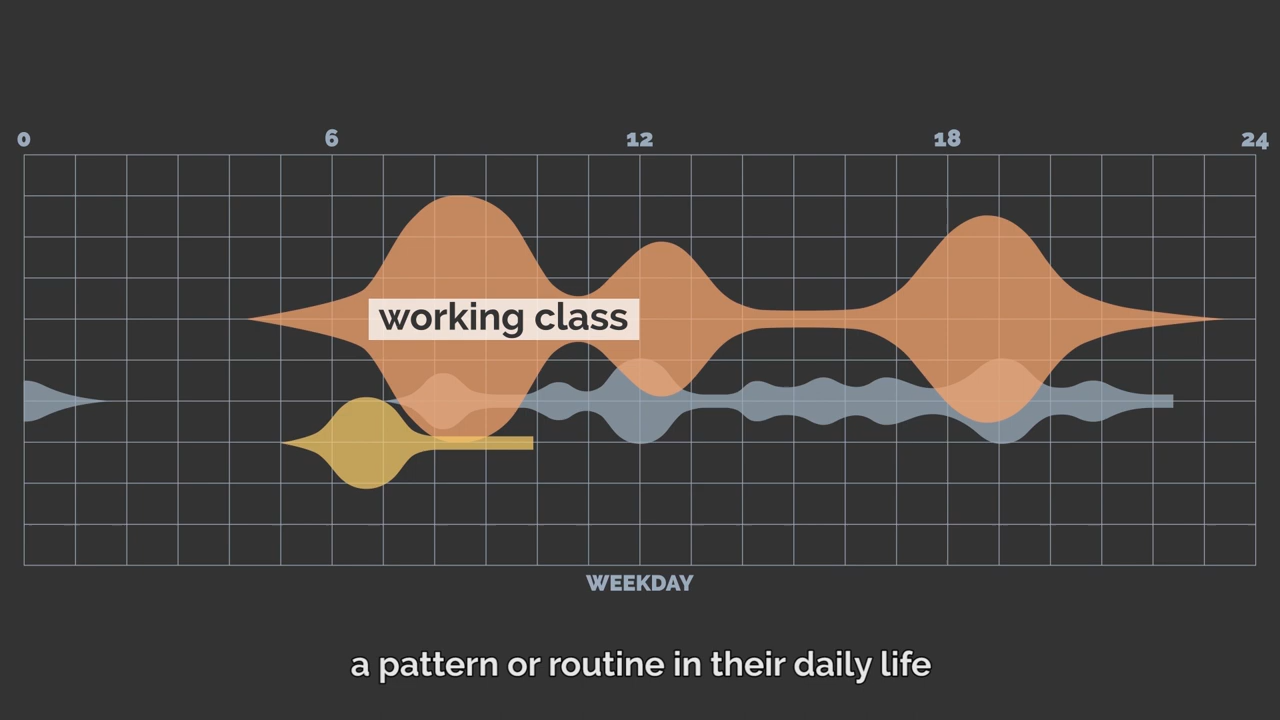 0 6 12 18 24
working class
WEEKDAY
a pattern or routine in their daily life